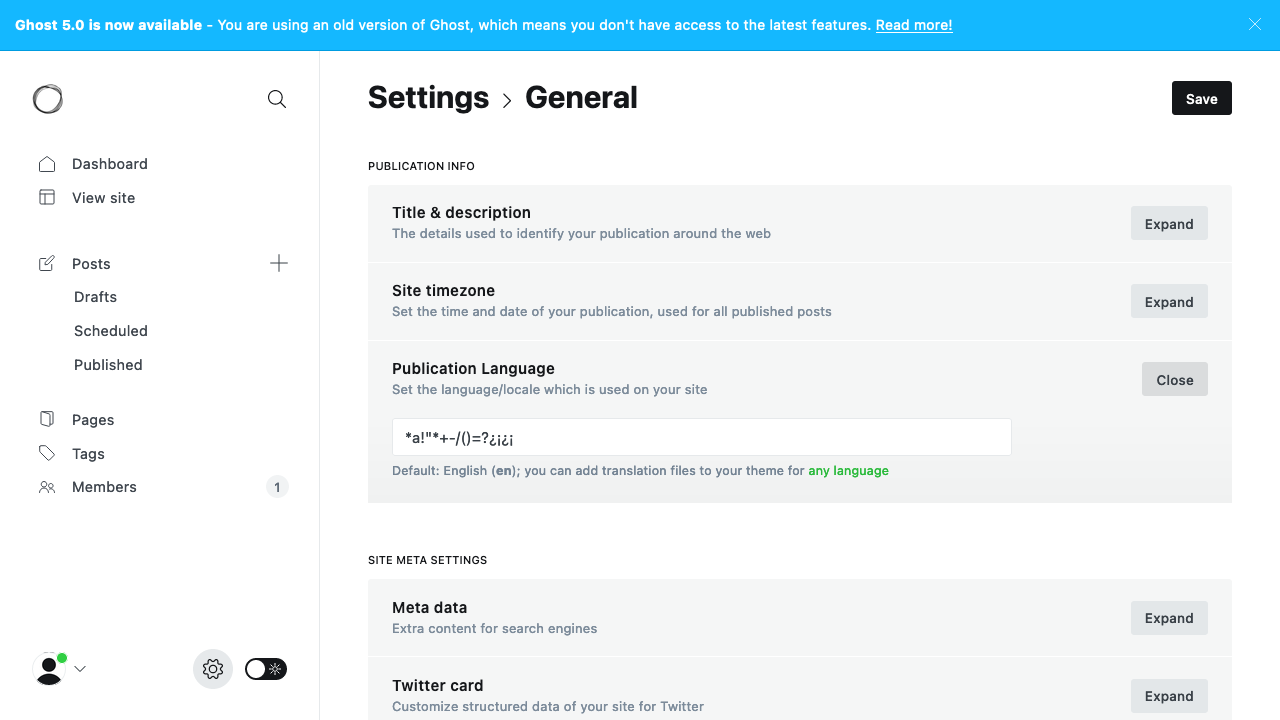 Ghost 5.0 is now available - You are using an old version of Ghost, which means you don't have access to the latest features. Read more!
Dashboard
View site
Posts
Drafts
Scheduled
Published
Pages
Tags
Members
1
Settings
General
Save
PUBLICATION INFO
Title & description
The details used to identify your publication around the web
Expand
Site timezone
Set the time and date of your publication, used for all published posts
Expand
Publication Language
Set the language/locale which is used on your site
Close
*a!"*+-/()=?¿¡¿¡
Default: English (en); you can add translation files to your theme for any language
SITE META SETTINGS
Meta data
Extra content for search engines
Expand
Twitter card
Customize structured data of your site for Twitter
Expand